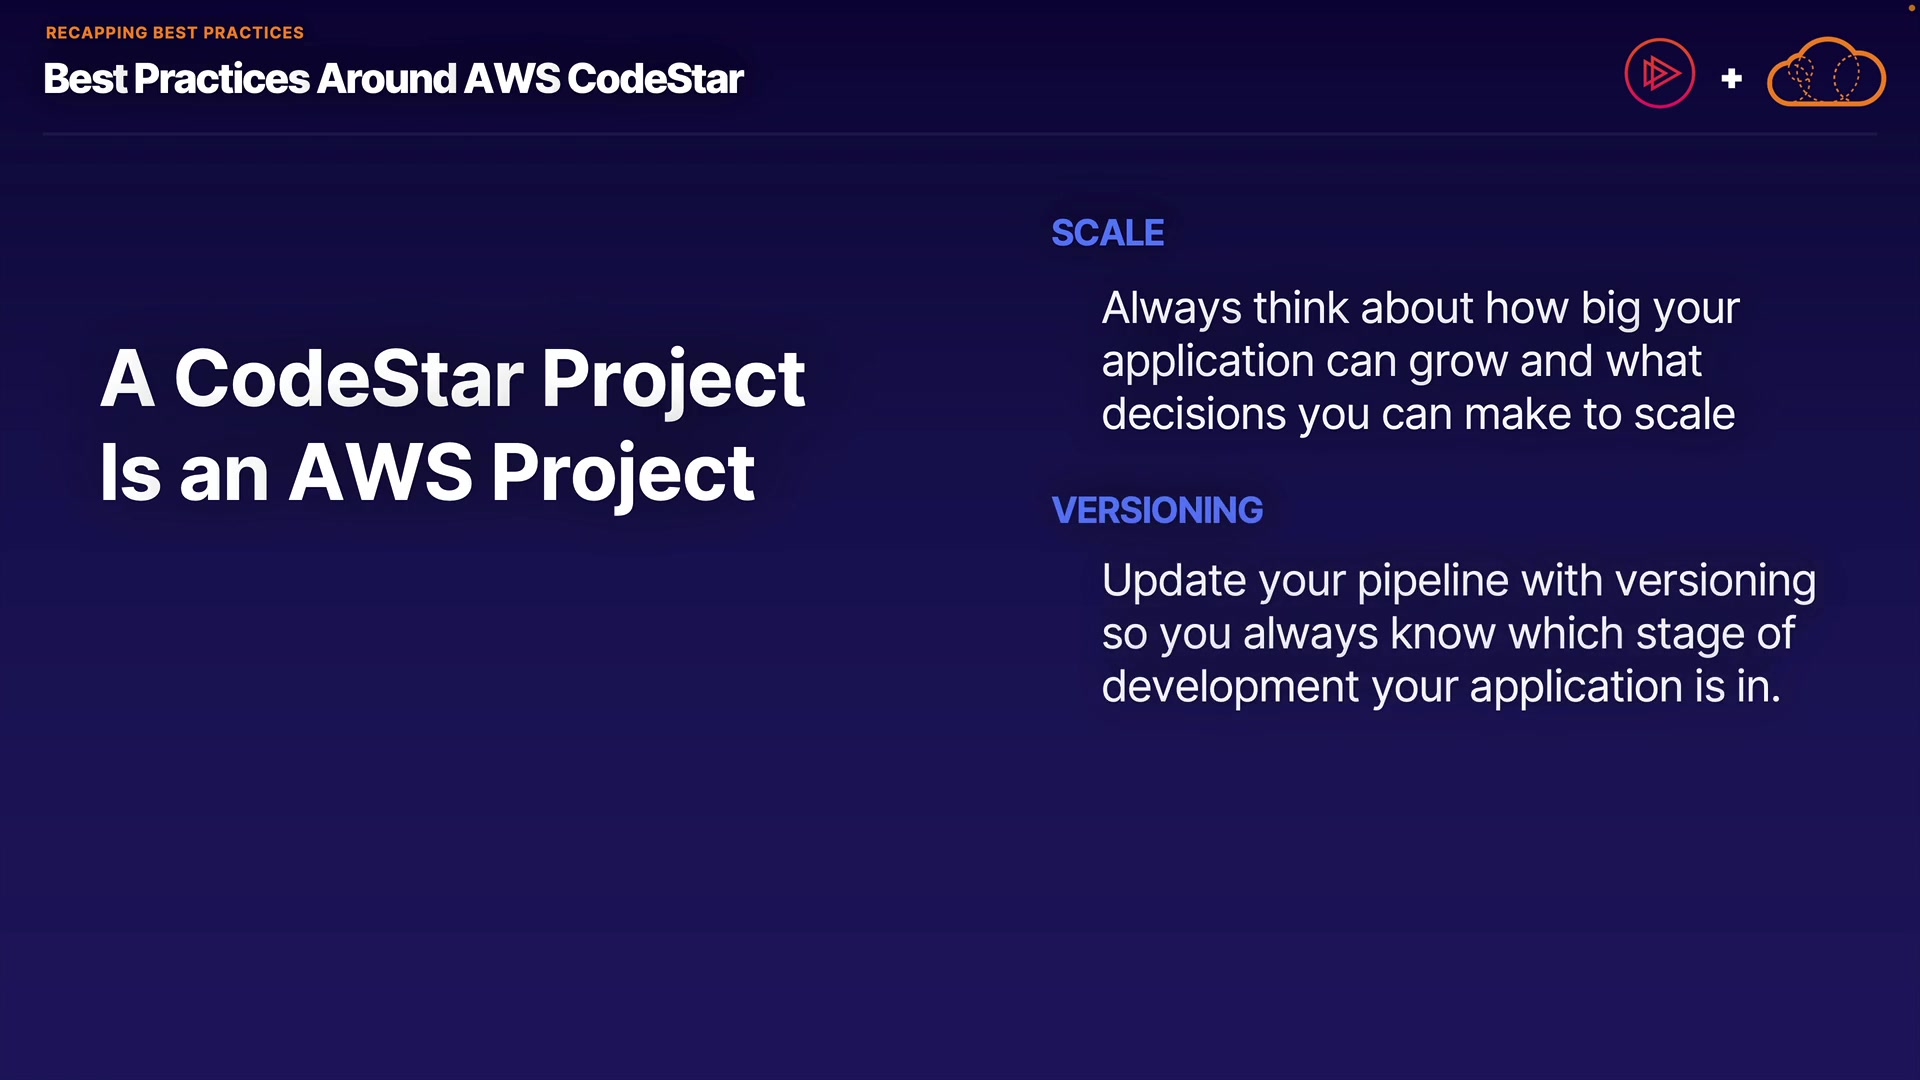 RECAPPING BEST PRACTICES
Best Practices Around AWS CodeStar
+
A CodeStar Project
Is an AWS Project
SCALE
Always think about how big your
application can grow and what
decisions you can make to scale
VERSIONING
Update your pipeline with versioning
so you always know which stage of
development your application is in.